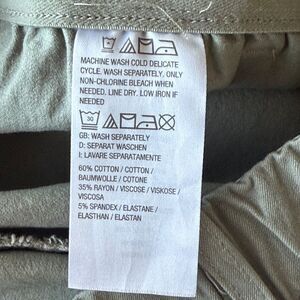 MACHINE WASH COLD DELICATE
CYCLE. WASH SEPARATELY. ONLY
NON-CHLORINE BLEACH WHEN
NEEDED. LINE DRY. LOW IRON IF
NEEDED.
30
GB: WASH SEPARATELY
D: SEPARAT WASCHEN
I: LAVARE SEPARATAMENTE
60% COTTON / COTTON /
BAUMWOLLE / COTONE
35% RAYON / VISCOSE / VISKOSE /
VISCOSA
5% SPANDEX / ELASTANE /
ELASTHAN / ELASTAN